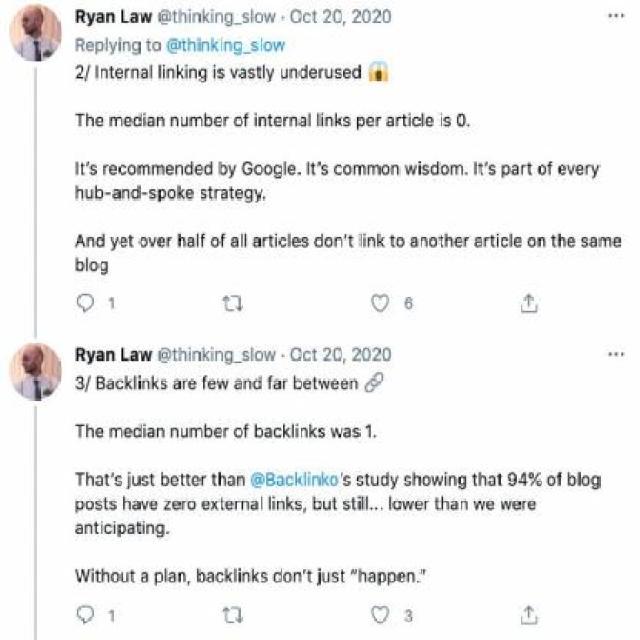 Ryan Law @thinking_slow · Oct 20, 2020
Replying to @thinking_slow
2/ Internal linking is vastly underused 😱
The median number of internal links per article is 0.
It's recommended by Google. It's common wisdom. It's part of every
hub-and-spoke strategy.
And yet over half of all articles don't link to another article on the same
blog
1 6
Ryan Law @thinking_slow · Oct 20, 2020
3/ Backlinks are few and far between 🔗
The median number of backlinks was 1.
That's just better than @Backlinko's study showing that 94% of blog
posts have zero external links, but still... lower than we were
anticipating.
Without a plan, backlinks don't just "happen."
1 3